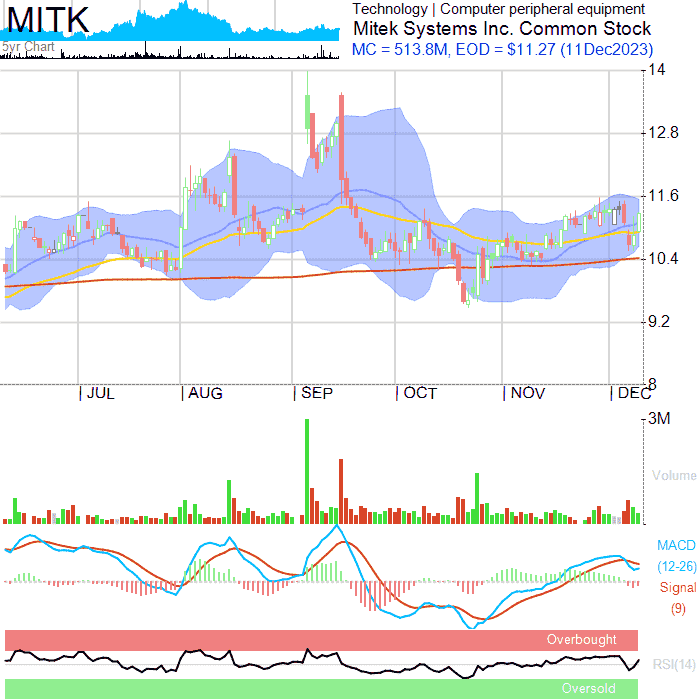 MITK
5yr Chart
Technology | Computer peripheral equipment
Mitek Systems Inc. Common Stock
MC = 513.8M, EOD = $11.27 (11Dec2023)
14
12.8
11.6
10.4
9.2
8
JUL
AUG
SEP
OCT
NOV
DEC
3M
Volume
MACD
(12-26)
Signal
(9)
Overbought
RSI(14)
Oversold